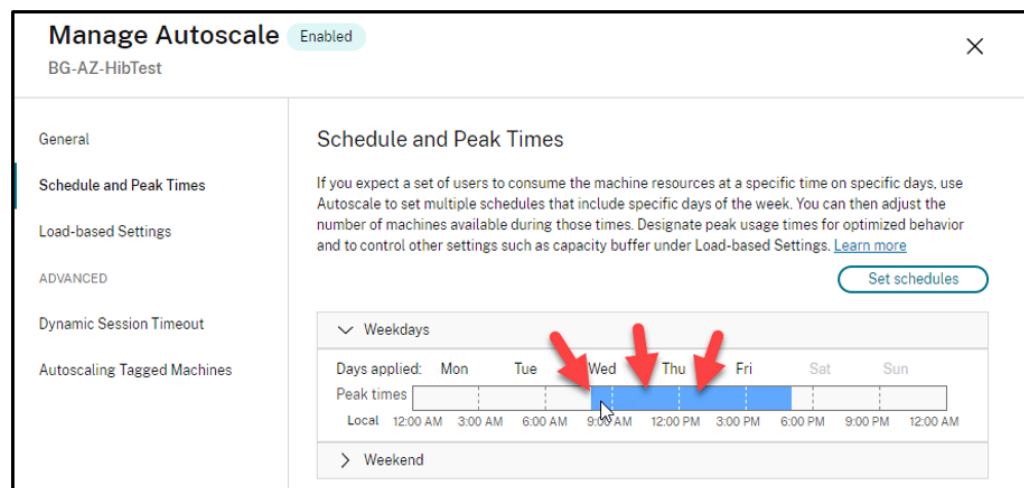 Manage Autoscale Enabled
BG-AZ-HibTest
General
Schedule and Peak Times
Load-based Settings
ADVANCED
Dynamic Session Timeout
Autoscaling Tagged Machines
Schedule and Peak Times
If you expect a set of users to consume the machine resources at a specific time on specific days, use
Autoscale to set multiple schedules that include specific days of the week. You can then adjust the
number of machines available during those times. Designate peak usage times for optimized behavior
and to control other settings such as capacity buffer under Load-based Settings. Learn more
Set schedules
Weekdays
Days applied: Mon Tue Wed Thu Fri Sat Sun
Peak times
Local 12:00 AM 3:00 AM 6:00 AM 9:00 AM 12:00 PM 3:00 PM 6:00 PM 9:00 PM 12:00 AM
Weekend